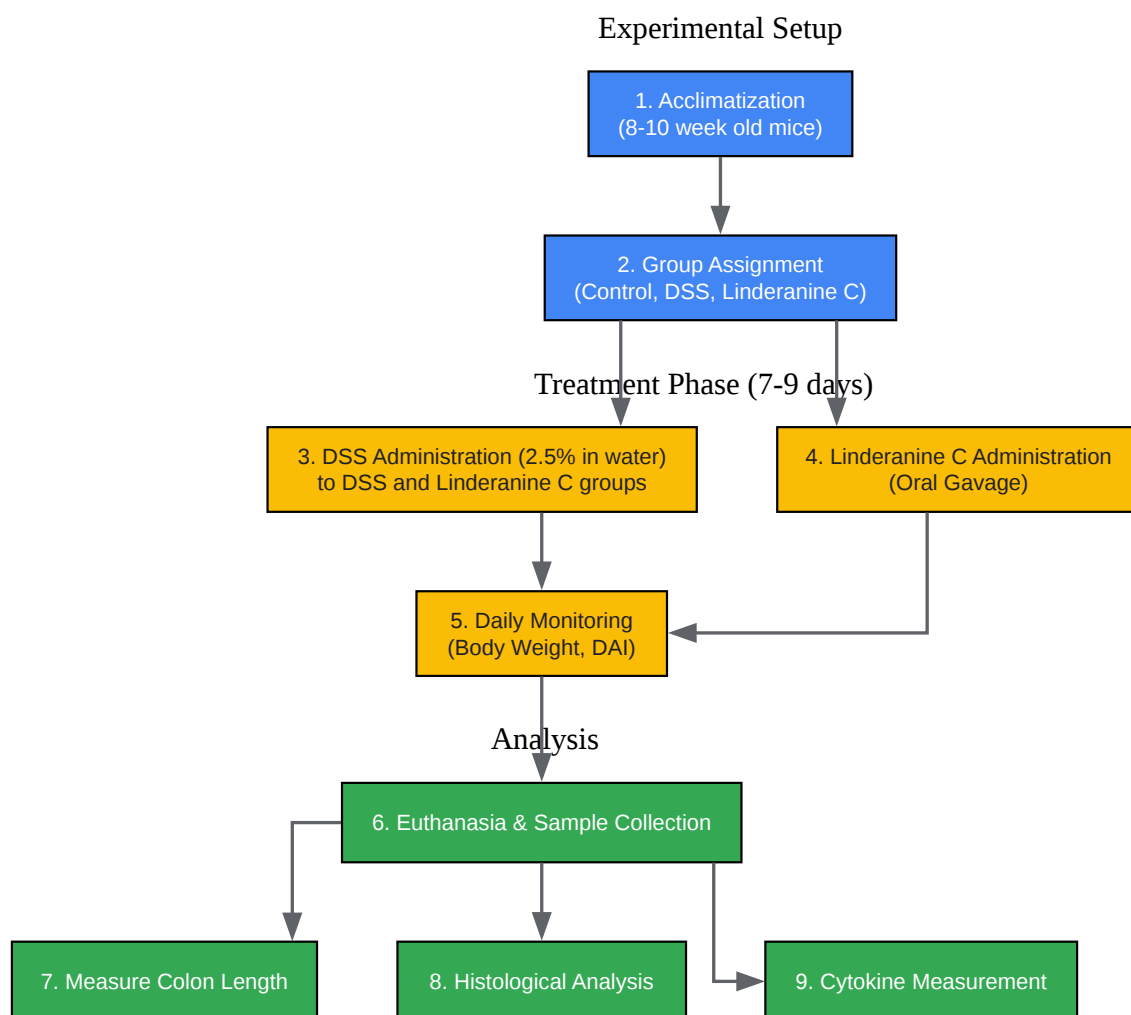 Experimental Setup
1. Acclimatization
(8-10 week old mice)
2. Group Assignment
(Control, DSS, Linderanine C)
Treatment Phase (7-9 days)
3. DSS Administration (2.5% in water)
to DSS and Linderanine C groups
4. Linderanine C Administration
(Oral Gavage)
5. Daily Monitoring
(Body Weight, DAI)
Analysis
6. Euthanasia & Sample Collection
7. Measure Colon Length
8. Histological Analysis
9. Cytokine Measurement